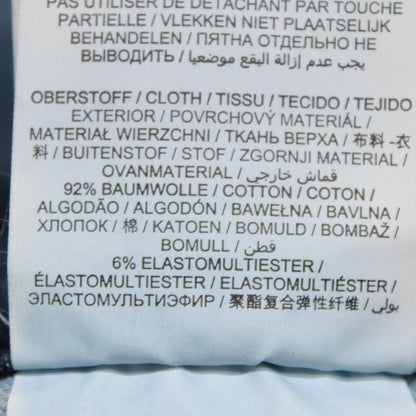 PAS UTILISER DE DÉTACHANT PAR TOUCHE
PARTIELLE / VLEKKEN NIET PLAATSELIJK
BEHANDELEN / ПЯТНА ОТДЕЛЬНО НЕ
ВЫВОДИТЬ / يجب عدم إزالة البقع موضعيا
OBERSTOFF / CLOTH / TISSU / TECIDO / TEJIDO
EXTERIOR / POVRCHOVÝ MATERIÁL /
MATERIAŁ WIERZCHNI / ТКАНЬ ВЕРХА / 布料 -衣
料 / BUITENSTOF / STOF / ZGORNJI MATERIAL /
OVANMATERIAL / قماش خارجي
92% BAUMWOLLE / COTTON / COTON /
ALGODÃO / ALGODÓN / BAWEŁNA / BAVLNA /
ХЛОПОК / 棉 / KATOEN / BOMULD / BOMBAŽ /
BOMULL / قطن
6% ELASTOMULTIESTER /
ÉLASTOMULTIESTER / ELASTOMULTIÉSTER /
ЭЛАСТОМУЛЬТИЭФИР / 聚酯复合弹性纤维 / بولي